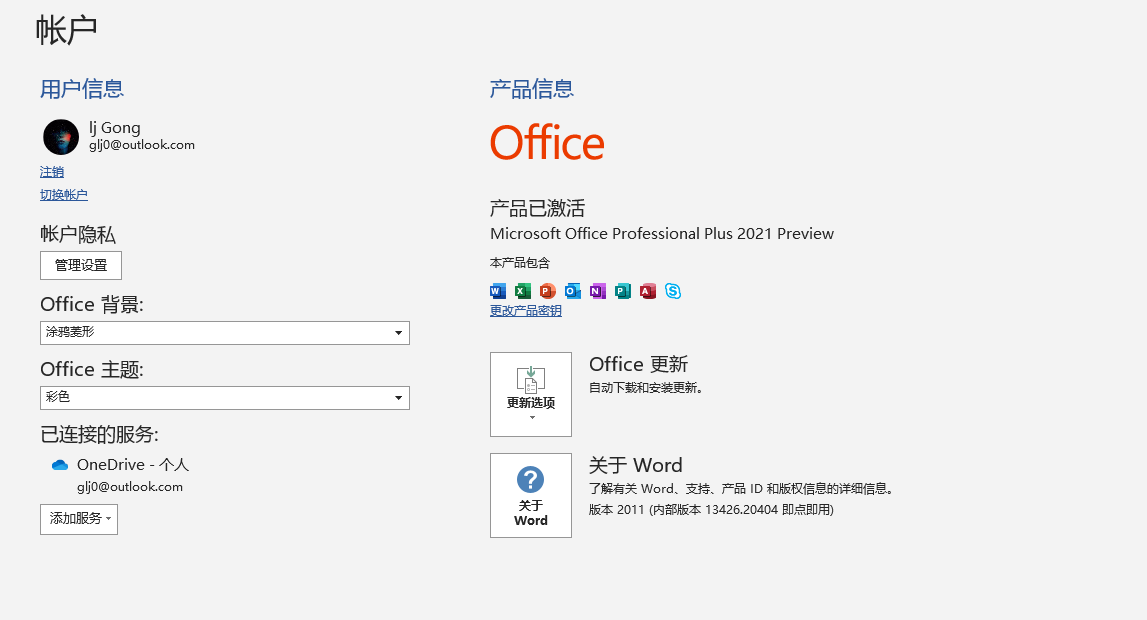 帐户
用户信息
lj Gong
glj0@outlook.com
注销
切换帐户
帐户隐私
管理设置
Office 背景:
涂鸦菱形
Office 主题:
彩色
已连接的服务:
OneDrive - 个人
glj0@outlook.com
添加服务
产品信息
Office
产品已激活
Microsoft Office Professional Plus 2021 Preview
本产品包含
W X P O N P A S
更改产品密钥
更新选项
Office 更新
自动下载和安装更新。
?
关于
Word
关于 Word
了解有关 Word、支持、产品 ID 和版权信息的详细信息。
版本 2011 (内部版本 13426.20404 即点即用)